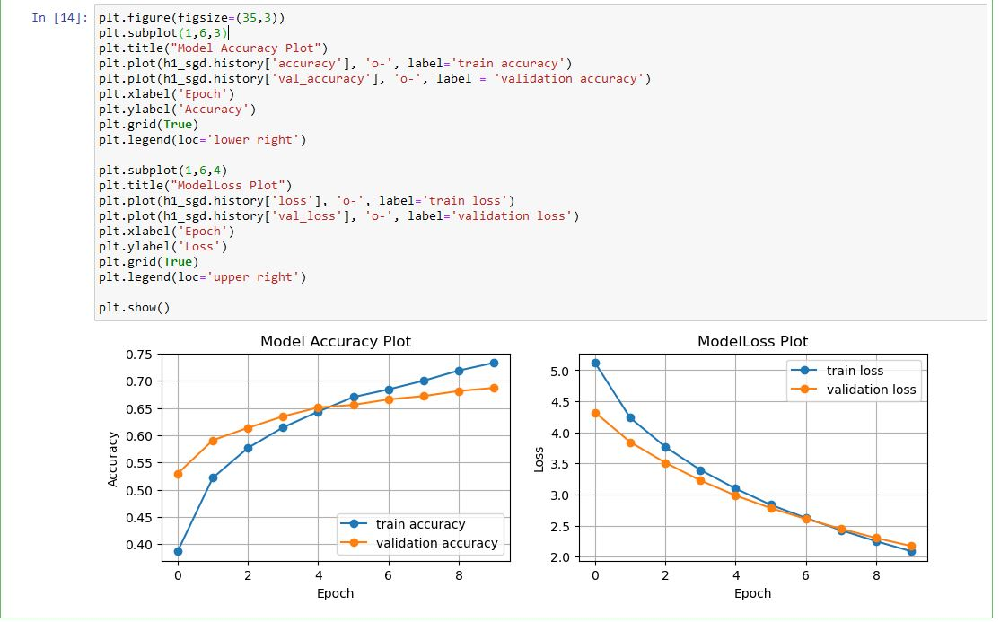 In [14]:
plt.figure(figsize=(35,3))
plt.subplot(1,6,3)
plt.title("Model Accuracy Plot")
plt.plot(h1_sgd.history['accuracy'], 'o-', label='train accuracy')
plt.plot(h1_sgd.history['val_accuracy'], 'o-', label = 'validation accuracy')
plt.xlabel('Epoch')
plt.ylabel('Accuracy')
plt.grid(True)
plt.legend(loc='lower right')

plt.subplot(1,6,4)
plt.title("ModelLoss Plot")
plt.plot(h1_sgd.history['loss'], 'o-', label='train loss')
plt.plot(h1_sgd.history['val_loss'], 'o-', label='validation loss')
plt.xlabel('Epoch')
plt.ylabel('Loss')
plt.grid(True)
plt.legend(loc='upper right')

plt.show()
Model Accuracy Plot
0.75
0.70
0.65
0.60
0.55
0.50
0.45
0.40
Accuracy
train accuracy
validation accuracy
0 2 4 6 8
Epoch
ModelLoss Plot
5.0
4.5
4.0
3.5
3.0
2.5
2.0
Loss
train loss
validation loss
0 2 4 6 8
Epoch